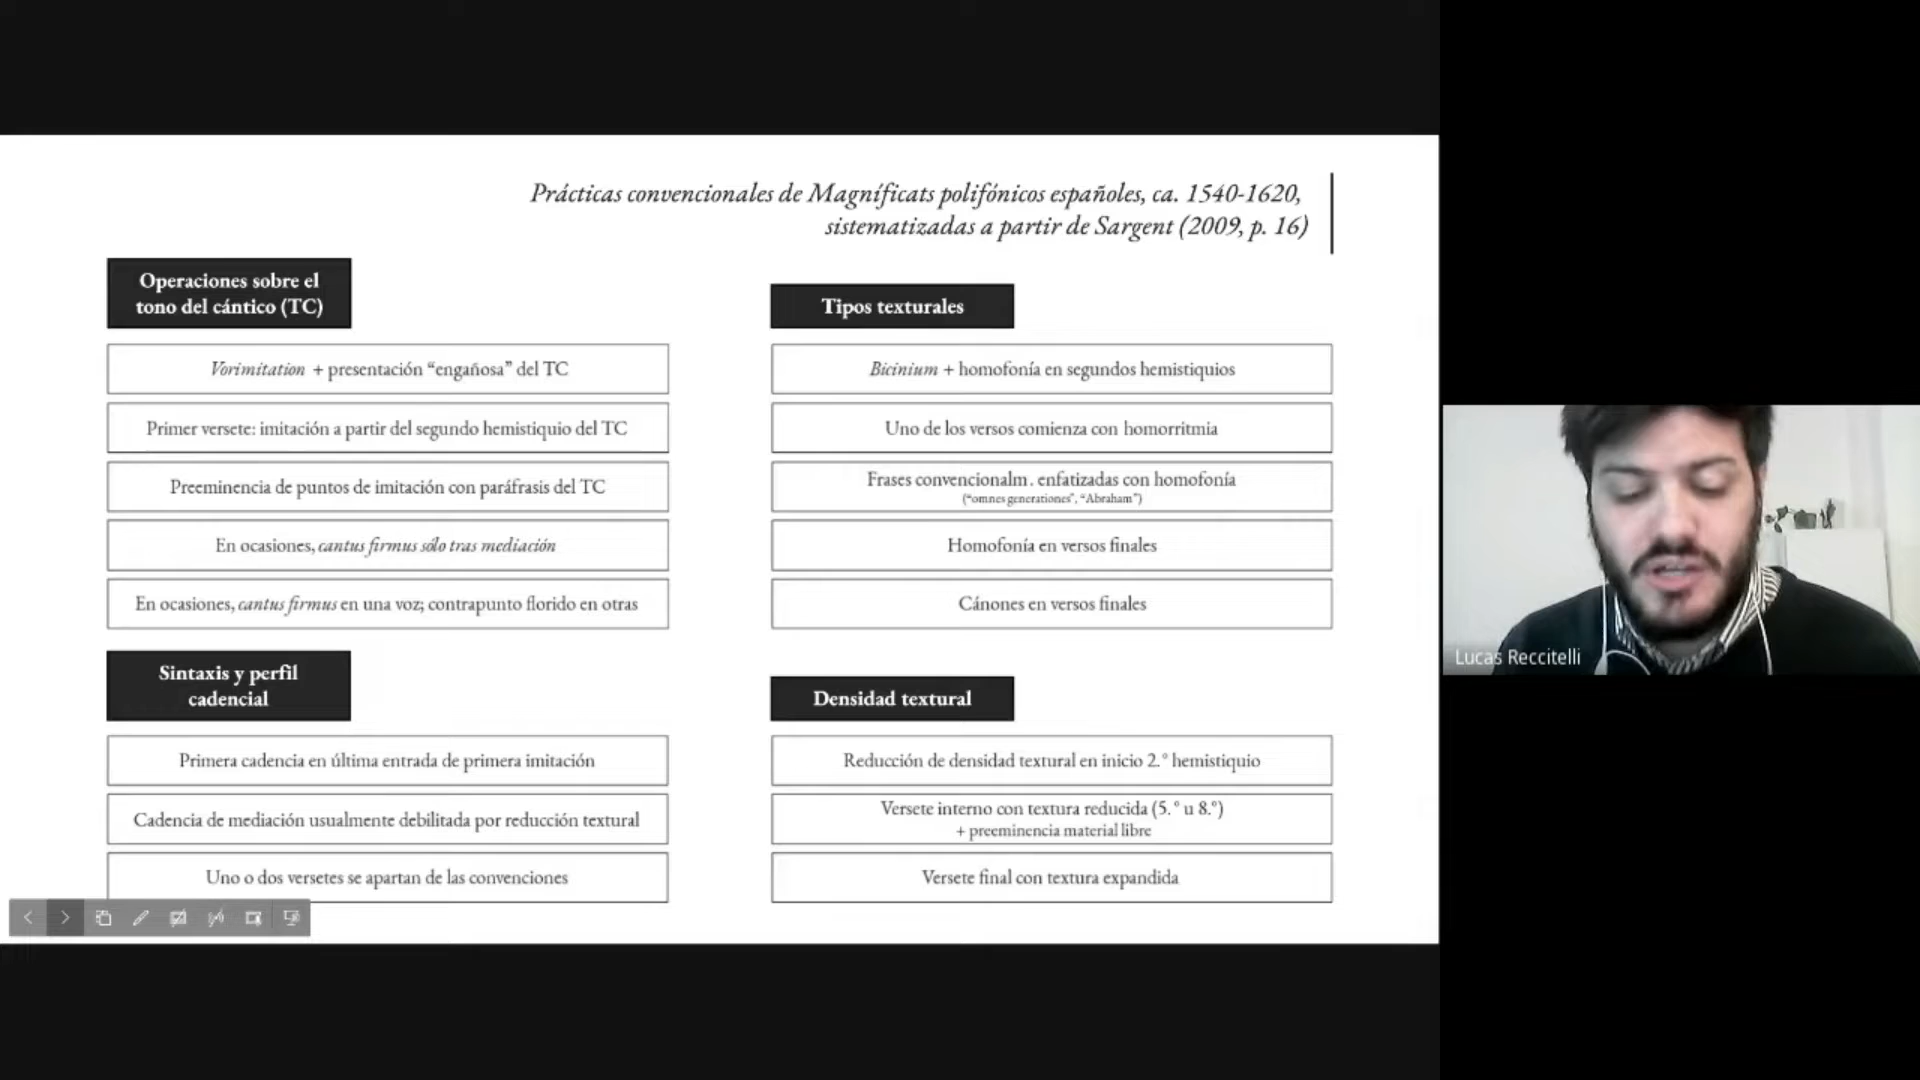 Prácticas convencionales de Magníficats polifónicos españoles, ca. 1540-1620,
sistematizadas a partir de Sargent (2009, p. 16)
Operaciones sobre el
tono del cántico (TC)
Vorimitation + presentación “engañosa” del TC
Primer versete: imitación a partir del segundo hemistiquio del TC
Preeminencia de puntos de imitación con paráfrasis del TC
En ocasiones, cantus firmus sólo tras mediación
En ocasiones, cantus firmus en una voz; contrapunto florido en otras
Sintaxis y perfil
cadencial
Primera cadencia en última entrada de primera imitación
Cadencia de mediación usualmente debilitada por reducción textural
Uno o dos versetes se apartan de las convenciones
Tipos texturales
Bicinium + homofonía en segundos hemistiquios
Uno de los versos comienza con homorritmia
Frases convencionalm. enfatizadas con homofonía
(“omnes generationes”, “Abraham”)
Homofonía en versos finales
Cánones en versos finales
Densidad textural
Reducción de densidad textural en inicio 2.° hemistiquio
Versete interno con textura reducida (5.° u 8.°)
+ preeminencia material libre
Versete final con textura expandida
Lucas Reccitelli